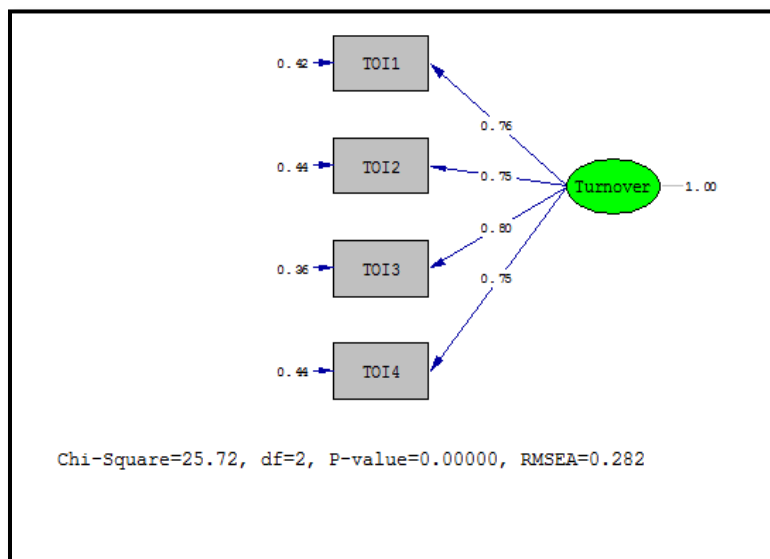 0.42
TOI1
0.76
0.44
TOI2
0.75
Turnover
1.00
0.80
0.36
TOI3
0.75
0.44
TOI4
Chi-Square=25.72, df=2, P-value=0.00000, RMSEA=0.282